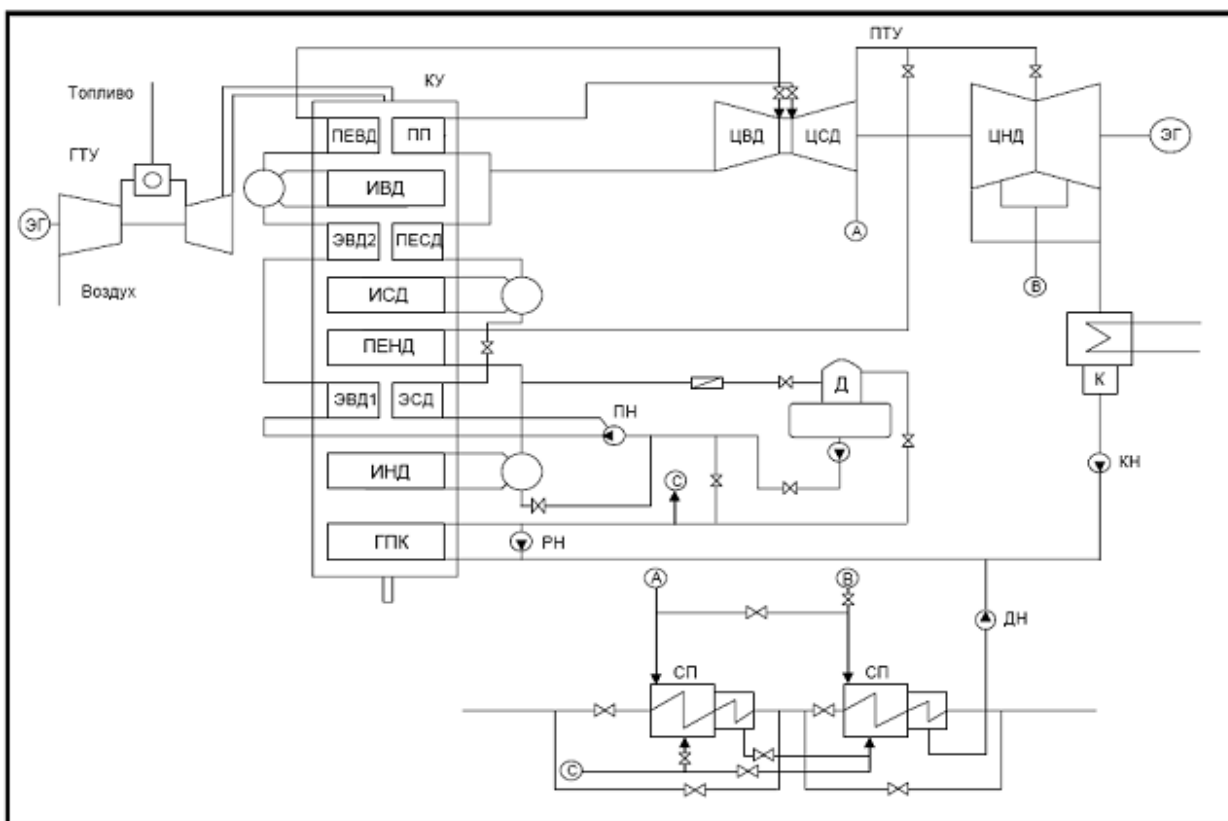 ПТУ
КУ
Топливо
ГТУ
ЭГ
Воздух
ПЕВД
ПП
ИВД
ЭВД2
ПЕСД
ИСД
ПЕНД
ЭВД1
ЭСД
ИНД
ГПК
ЦВД
ЦСД
ЦНД
ЭГ
А
В
К
КН
Д
ПН
С
РН
А
В
ДН
СП
СП
С